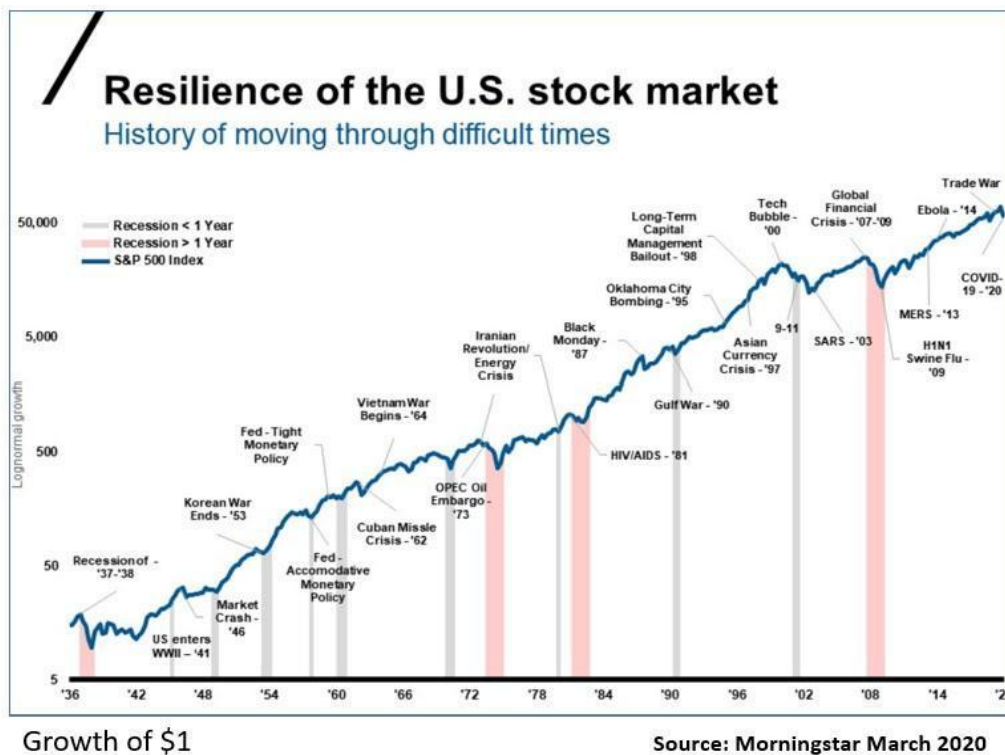 Resilience of the U.S. stock market
History of moving through difficult times
50,000
5,000
500
50
5
Lognormal growth
Recession < 1 Year
Recession > 1 Year
S&P 500 Index
Recession of -
'37-'38
US enters
WWII – '41
Market
Crash -
'46
Korean War
Ends - '53
Fed - Tight
Monetary
Policy
Fed -
Accomodative
Monetary
Policy
Vietnam War
Begins - '64
Cuban Missle
Crisis - '62
OPEC Oil
Embargo -
'73
Iranian
Revolution/
Energy
Crisis
HIV/AIDS - '81
Black
Monday -
'87
Gulf War - '90
Oklahoma City
Bombing - '95
Long-Term
Capital
Management
Bailout - '98
Asian
Currency
Crisis - '97
Tech
Bubble -
'00
9-11
SARS - '03
Global
Financial
Crisis - '07-'09
H1N1
Swine Flu -
'09
MERS - '13
Ebola - '14
Trade War
COVID-
19 - '20
'36 '42 '48 '54 '60 '66 '72 '78 '84 '90 '96 '02 '08 '14 '2
Growth of $1
Source: Morningstar March 2020